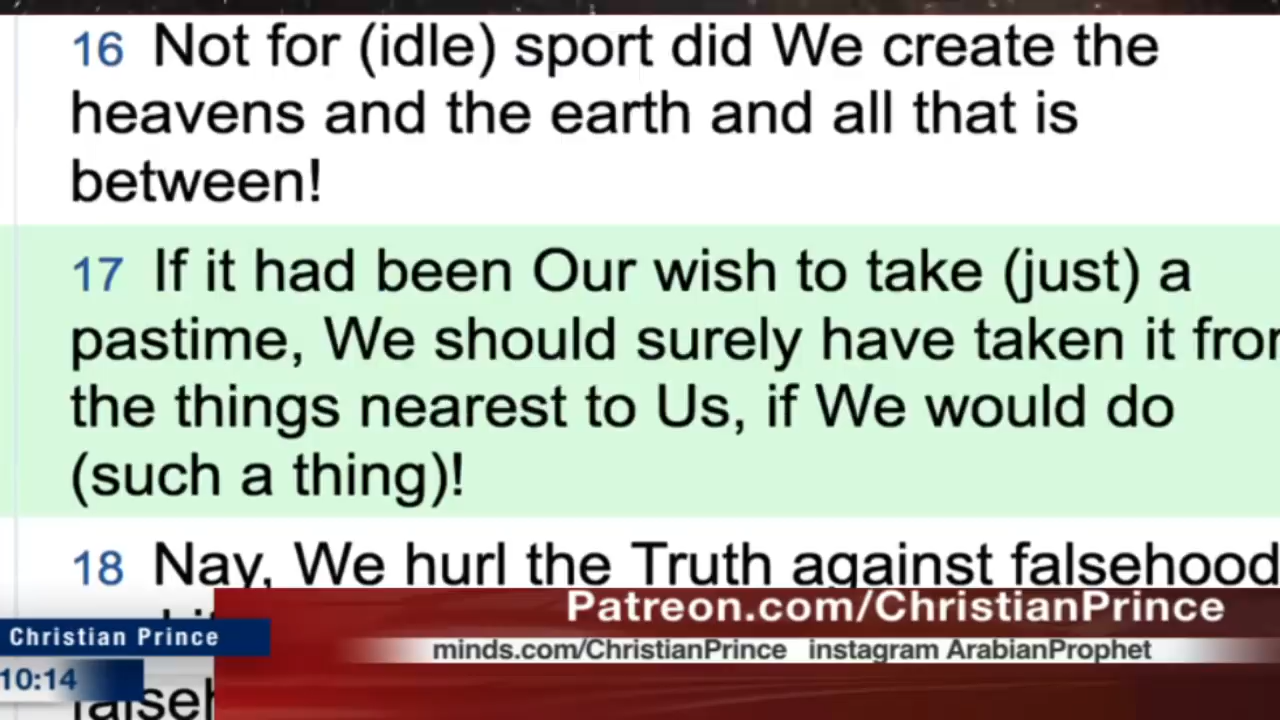 16 Not for (idle) sport did We create the
heavens and the earth and all that is
between!
17 If it had been Our wish to take (just) a
pastime, We should surely have taken it from
the things nearest to Us, if We would do
(such a thing)!
18 Nay, We hurl the Truth against falsehood
Patreon.com/ChristianPrince
Christian Prince
minds.com/ChristianPrince instagram ArabianProphet
10:14